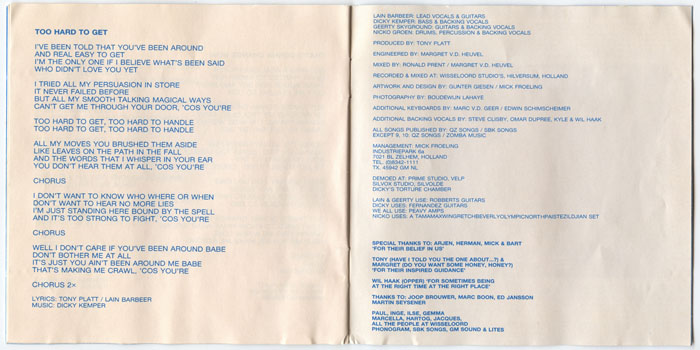 TOO HARD TO GET
I'VE BEEN TOLD THAT YOU'VE BEEN AROUND
AND REAL EASY TO GET
I'M THE ONLY ONE IF I BELIEVE WHAT'S BEEN SAID
WHO DIDN'T LOVE YOU YET
I TRIED ALL MY PERSUASION IN STORE
IT NEVER FAILED BEFORE
BUT ALL MY SMOOTH TALKING MAGICAL WAYS
CAN'T GET ME THROUGH YOUR DOOR, 'COS YOU'RE
TOO HARD TO GET, TOO HARD TO HANDLE
TOO HARD TO GET, TOO HARD TO HANDLE
ALL MY MOVES YOU BRUSHED THEM ASIDE
LIKE LEAVES ON THE PATH IN THE FALL
AND THE WORDS THAT I WHISPER IN YOUR EAR
YOU DON'T HEAR THEM AT ALL, 'COS YOU'RE
CHORUS
I DON'T WANT TO KNOW WHO WHERE OR WHEN
DON'T WANT TO HEAR NO MORE LIES
I'M JUST STANDING HERE BOUND BY THE SPELL
AND IT'S TOO STRONG TO FIGHT, 'COS YOU'RE
CHORUS
WELL I DON'T CARE IF YOU'VE BEEN AROUND BABE
DON'T BOTHER ME AT ALL
IT'S JUST YOU AIN'T BEEN AROUND ME BABE
THAT'S MAKING ME CRAWL, 'COS YOU'RE
CHORUS 2×
LYRICS: TONY PLATT / LAIN BARBEER
MUSIC: DICKY KEMPER
LAIN BARBEER: LEAD VOCALS & GUITARS
DICKY KEMPER: BASS & BACKING VOCALS
GEERTY SKYGROUND: GUITARS & BACKING VOCALS
NICKO GROEN: DRUMS, PERCUSSION & BACKING VOCALS
PRODUCED BY: TONY PLATT
ENGINEERED BY: MARGRET V.D. HEUVEL
MIXED BY: RONALD PRENT / MARGRET V.D. HEUVEL
RECORDED & MIXED AT: WISSELOORD STUDIO'S, HILVERSUM, HOLLAND
ARTWORK AND DESIGN BY: GUNTER GIESEN / MICK FROELING
PHOTOGRAPHY BY: BOUDEWIJN LAHAYE
ADDITIONAL KEYBOARDS BY: MARC V.D. GEER / EDWIN SCHIMSCHEIMER
ADDITIONAL BACKING VOCALS BY: STEVE CLISBY, OMAR DUPREE, KYLE & WIL HAAK
ALL SONGS PUBLISHED BY: QZ SONGS / SBK SONGS
EXCEPT 9, 10: QZ SONGS / ZOMBA MUSIC
MANAGEMENT: MICK FROELING
INDUSTRIEPARK 6a
7021 BL ZELHEM, HOLLAND
TEL. (0)8342-1111
TX. 45942 GM NL
DEMOED AT: PRIME STUDIO, VELP
SILVOX STUDIO, SILVOLDE
DICKY'S TORTURE CHAMBER
LAIN & GEERTY USE: ROBBERTS GUITARS
DICKY USES: FERNANDEZ GUITARS
WE ALL USE: PEAVY AMPS
NICKO USES: A TAMAMAXWINGRETCHBEVERLYOLYMPICNORTHPAISTEZILDJIAN SET
SPECIAL THANKS TO: ARJEN, HERMAN, MICK & BART
'FOR THEIR BELIEF IN US'
TONY (HAVE I TOLD YOU THE ONE ABOUT...?) &
MARGRET (DO YOU WANT SOME HONEY, HONEY?)
'FOR THEIR INSPIRED GUIDANCE'
WIL HAAK (OPPER) 'FOR SOMETIMES BEING
AT THE RIGHT TIME AT THE RIGHT PLACE'
THANKS TO: JOOP BROUWER, MARC BOON, ED JANSSON
MARTIN SEYSENER
PAUL, INGE, ILSE, GEMMA
MARCELLA, HARTOG, JACQUES,
ALL THE PEOPLE AT WISSELOORD
PHONOGRAM, SBK SONGS, GM SOUND & LITES